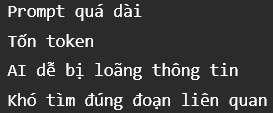 Prompt quá dài
Tốn token
AI dễ bị loãng thông tin
Khó tìm đúng đoạn liên quan